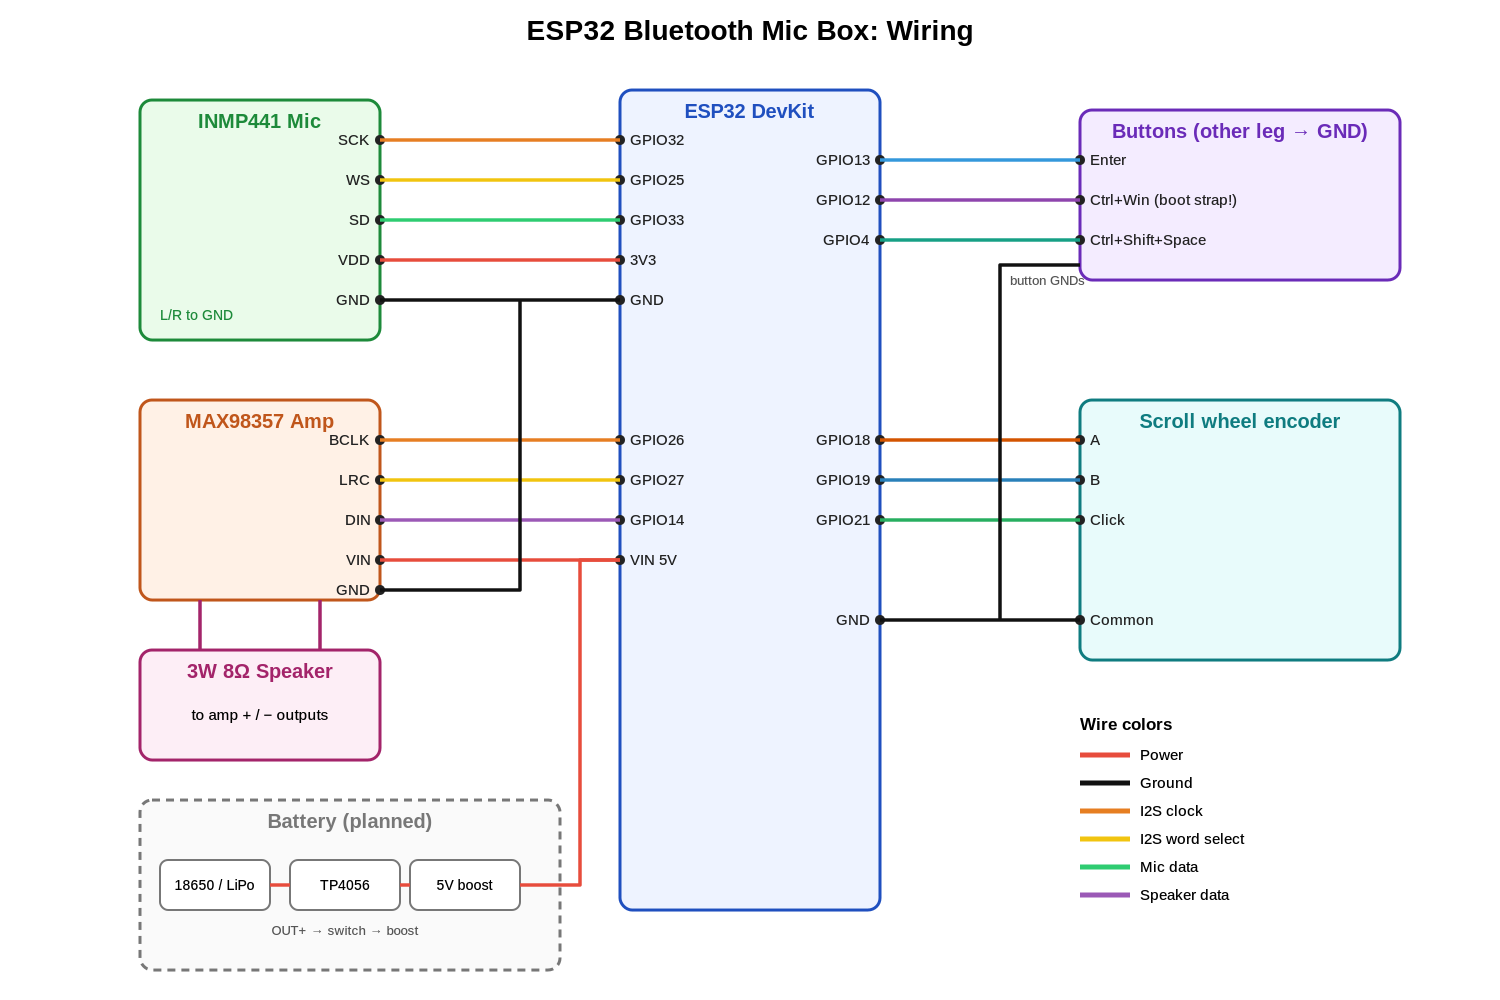 ESP32 Bluetooth Mic Box: Wiring
INMP441 Mic
SCK
WS
SD
VDD
GND
L/R to GND
MAX98357 Amp
BCLK
LRC
DIN
VIN
GND
3W 8Ω Speaker
to amp + / − outputs
Battery (planned)
18650 / LiPo
TP4056
5V boost
OUT+ → switch → boost
ESP32 DevKit
GPIO32
GPIO25
GPIO33
3V3
GND
GPIO26
GPIO27
GPIO14
VIN 5V
GPIO13
GPIO12
GPIO4
GPIO18
GPIO19
GPIO21
GND
Buttons (other leg → GND)
Enter
Ctrl+Win (boot strap!)
Ctrl+Shift+Space
button GNDs
Scroll wheel encoder
A
B
Click
Common
Wire colors
Power
Ground
I2S clock
I2S word select
Mic data
Speaker data